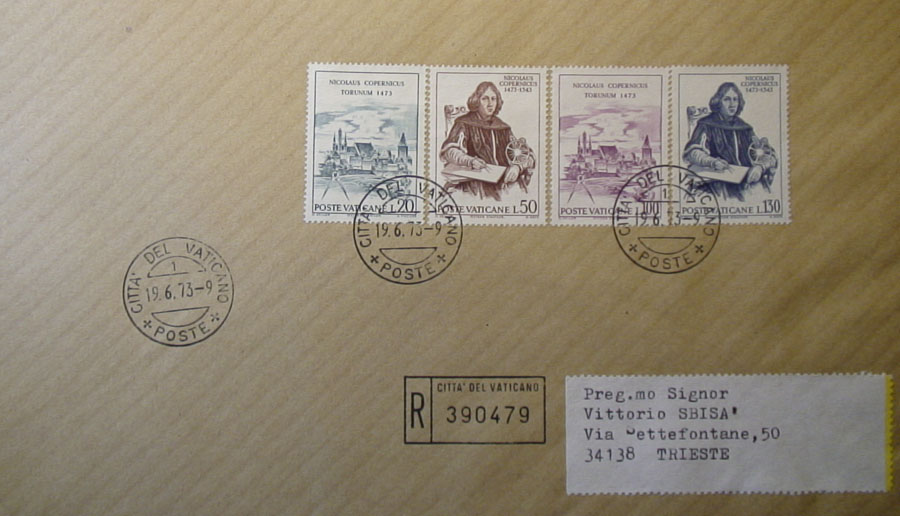 NICOLAUS COPERNICUS
TORUNUM 1473
POSTE VATICANE L.20
NICOLAUS
COPERNICUS
1473-1543
POSTE VATICANE L.50
NICOLAUS COPERNICUS
TORUNUM 1473
POSTE VATICANE L.100
NICOLAUS
COPERNICUS
1473-1543
POSTE VATICANE L.130
CITTA' DEL VATICANO
1
19.6.73-9
POSTE
CITTA' DEL VATICANO
19.6.73-9
POSTE
CITTA' DEL VATICANO
1
19.6.73-9
POSTE
R
CITTA' DEL VATICANO
390479
Preg.mo Signor
Vittorio SBISA'
Via Settefontane,50
34138 TRIESTE